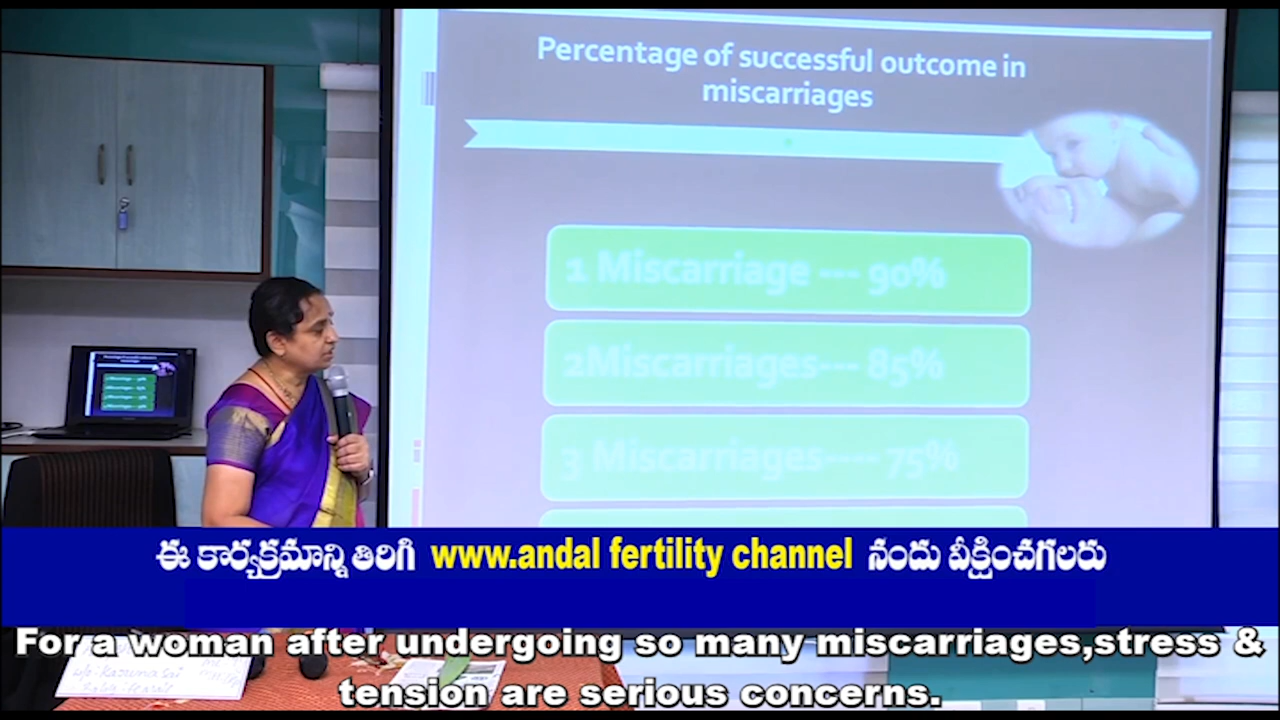 Percentage of successful outcome in
miscarriages
1 Miscarriage --- 90%
2Miscarriages 85%
3 Miscarriages---- 75%
ఈ కార్యక్రమాన్ని తిరిగి www.andal fertility channel నందు వీక్షించగలరు
For a woman after undergoing so many miscarriages,stress &
tension are serious concerns.